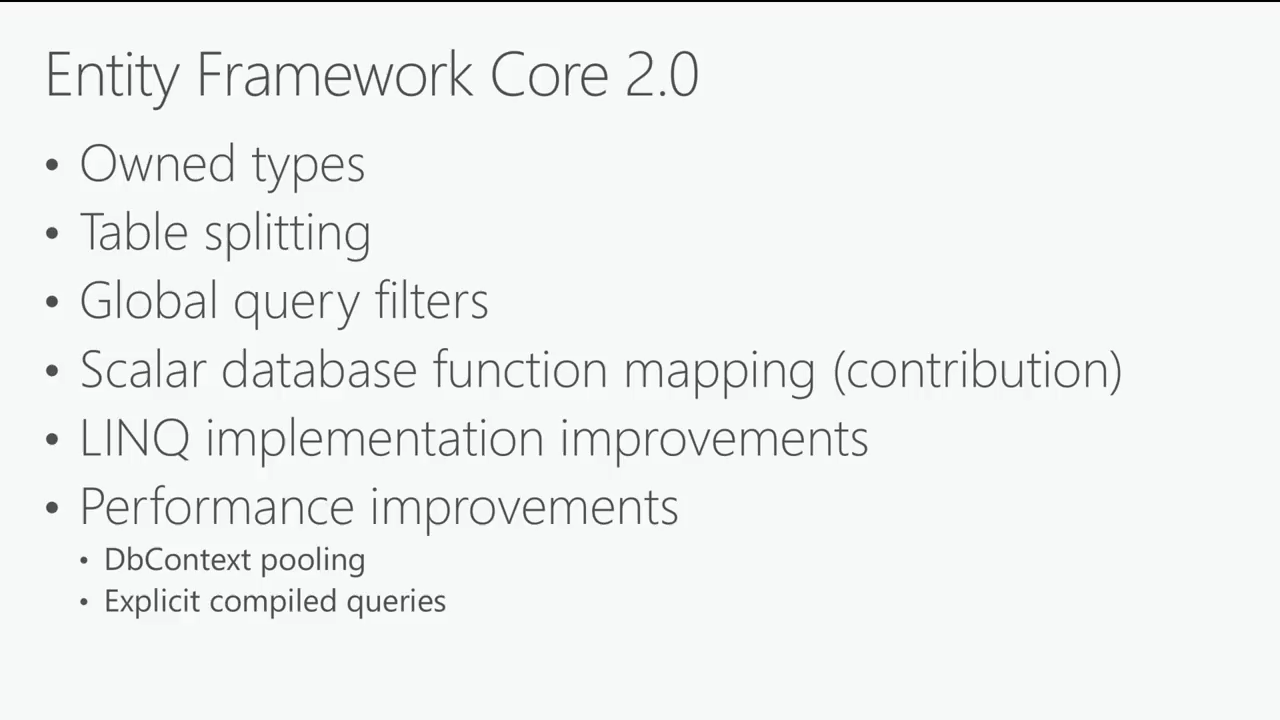 Entity Framework Core 2.0
• Owned types
• Table splitting
• Global query filters
• Scalar database function mapping (contribution)
• LINQ implementation improvements
• Performance improvements
• DbContext pooling
• Explicit compiled queries